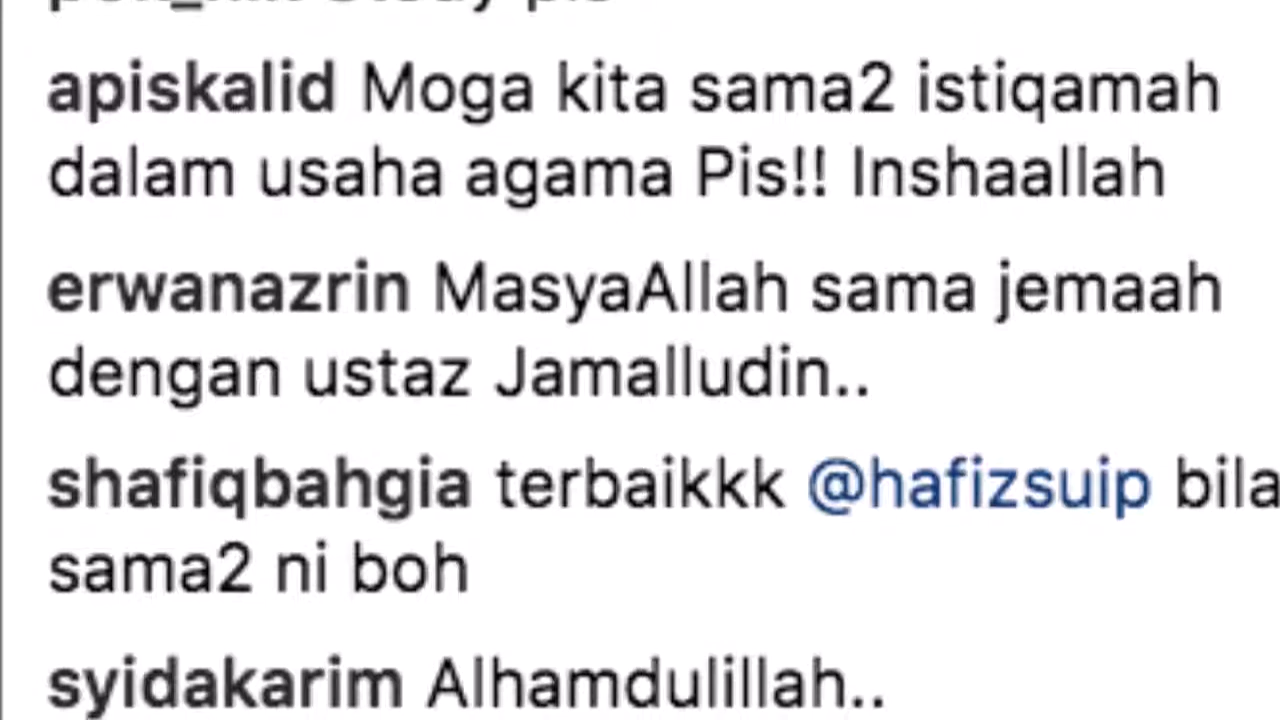 apiskalid Moga kita sama2 istiqamah
dalam usaha agama Pis!! Inshaallah
erwanazrin MasyaAllah sama jemaah
dengan ustaz Jamalludin..
shafiqbahgia terbaikkk @hafizsuip bila
sama2 ni boh
syidakarim Alhamdulillah..